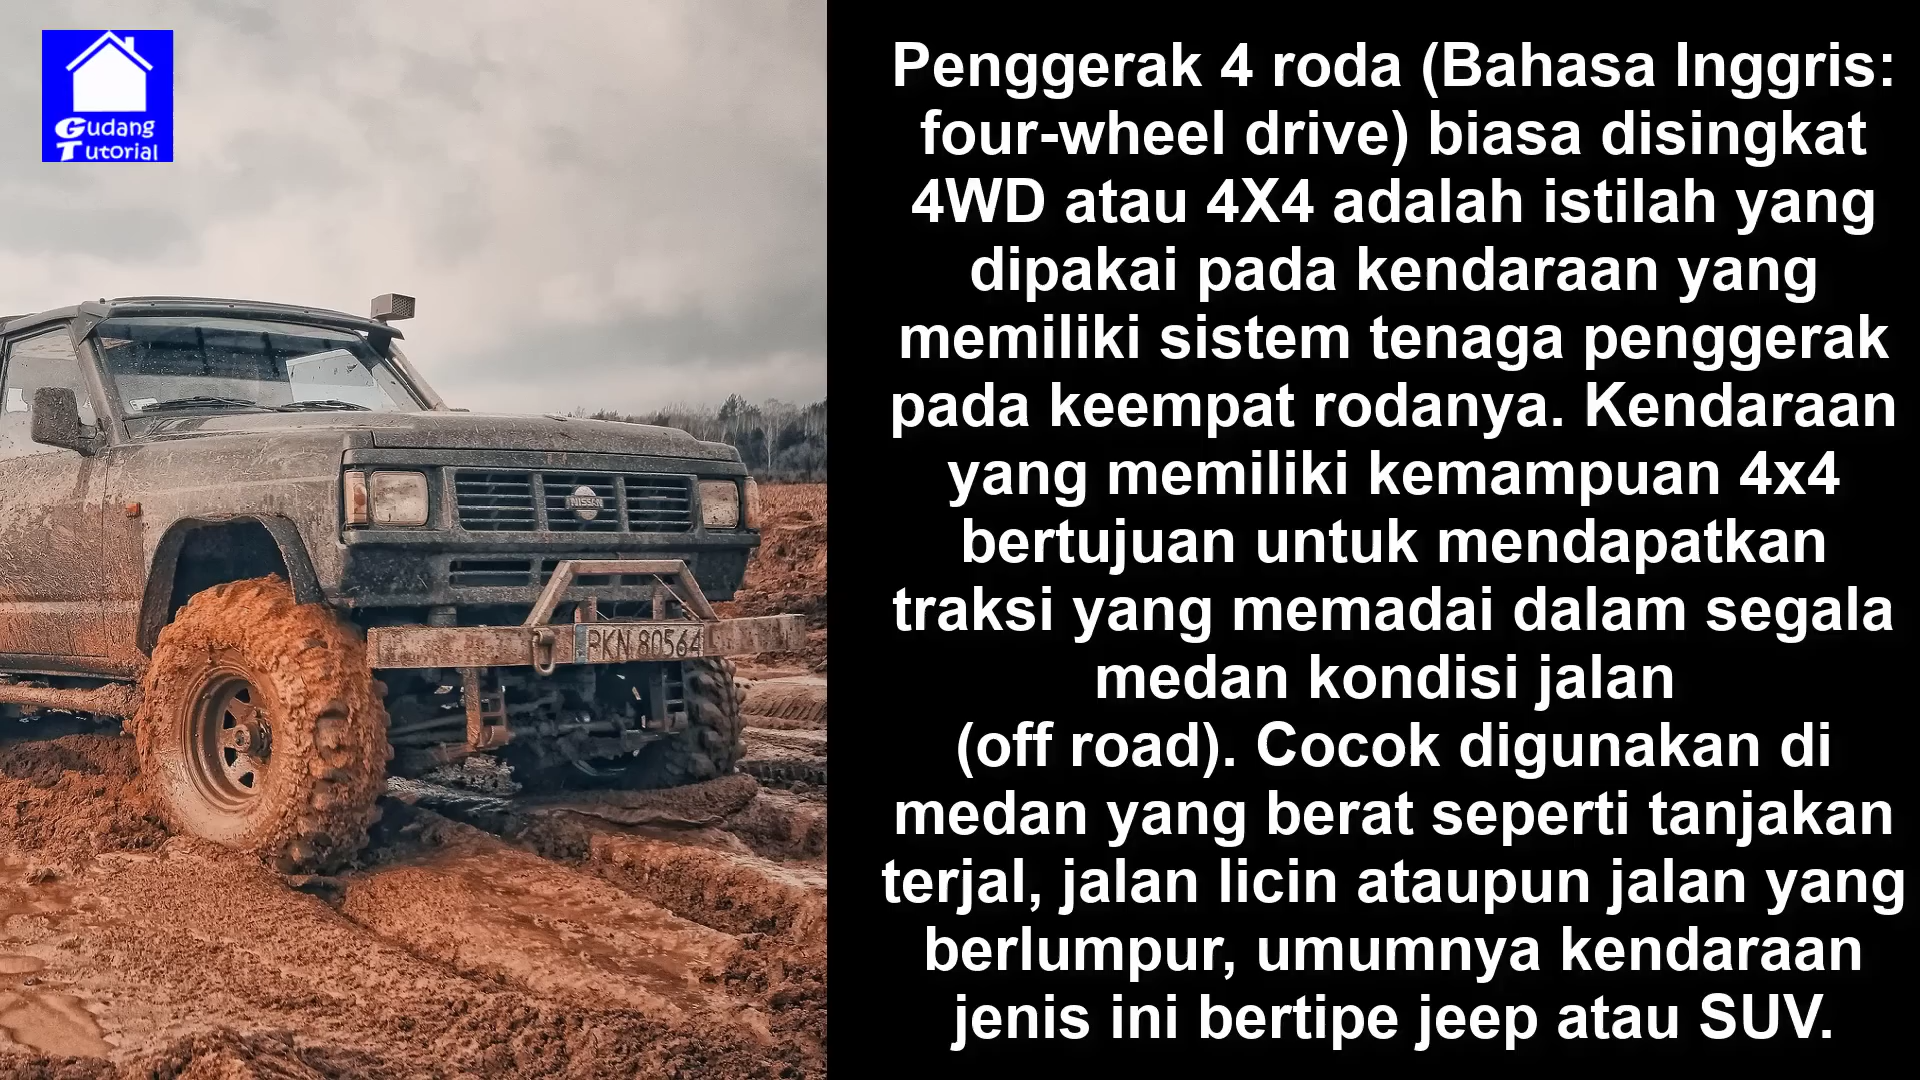 Gudang
Tutorial
NISSAN
PKN 80564
Penggerak 4 roda (Bahasa Inggris:
four-wheel drive) biasa disingkat
4WD atau 4X4 adalah istilah yang
dipakai pada kendaraan yang
memiliki sistem tenaga penggerak
pada keempat rodanya. Kendaraan
yang memiliki kemampuan 4x4
bertujuan untuk mendapatkan
traksi yang memadai dalam segala
medan kondisi jalan
(off road). Cocok digunakan di
medan yang berat seperti tanjakan
terjal, jalan licin ataupun jalan yang
berlumpur, umumnya kendaraan
jenis ini bertipe jeep atau SUV.